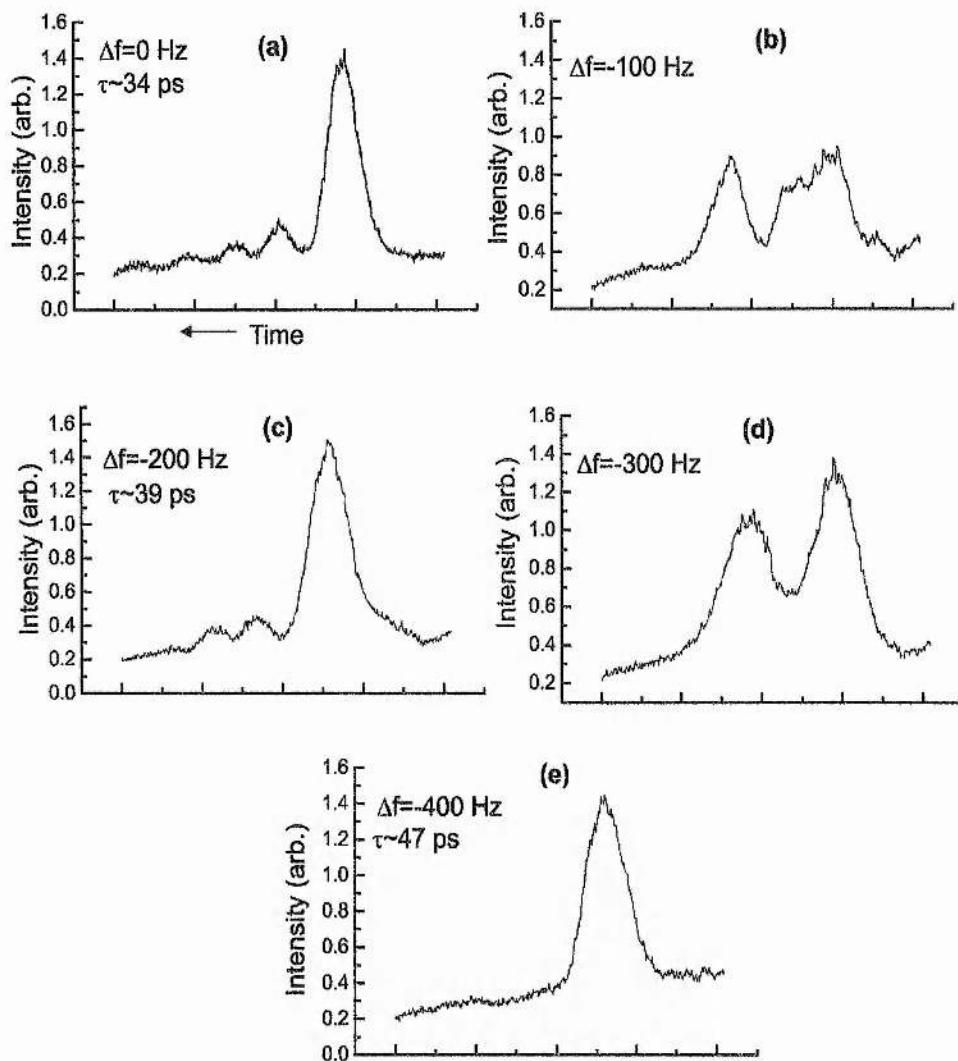 (a)
Δf=0 Hz
τ~34 ps
Intensity (arb.)
1.6
1.4
1.2
1.0
0.8
0.6
0.4
0.2
0.0
← Time
(b)
Δf=-100 Hz
Intensity (arb.)
1.6
1.4
1.2
1.0
0.8
0.6
0.4
0.2
(c)
Δf=-200 Hz
τ~39 ps
Intensity (arb.)
1.6
1.4
1.2
1.0
0.8
0.6
0.4
0.2
0.0
(d)
Δf=-300 Hz
Intensity (arb.)
1.6
1.4
1.2
1.0
0.8
0.6
0.4
0.2
(e)
Δf=-400 Hz
τ~47 ps
Intensity (arb.)
1.6
1.4
1.2
1.0
0.8
0.6
0.4
0.2
0.0